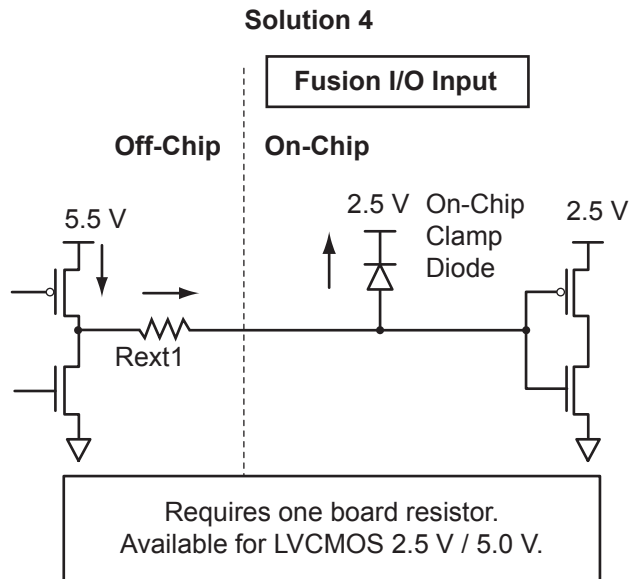 Solution 4
Fusion I/O Input
Off-Chip
On-Chip
5.5 V
2.5 V
On-Chip
Clamp
Diode
2.5 V
Rext1
Requires one board resistor.
Available for LVCMOS 2.5 V / 5.0 V.